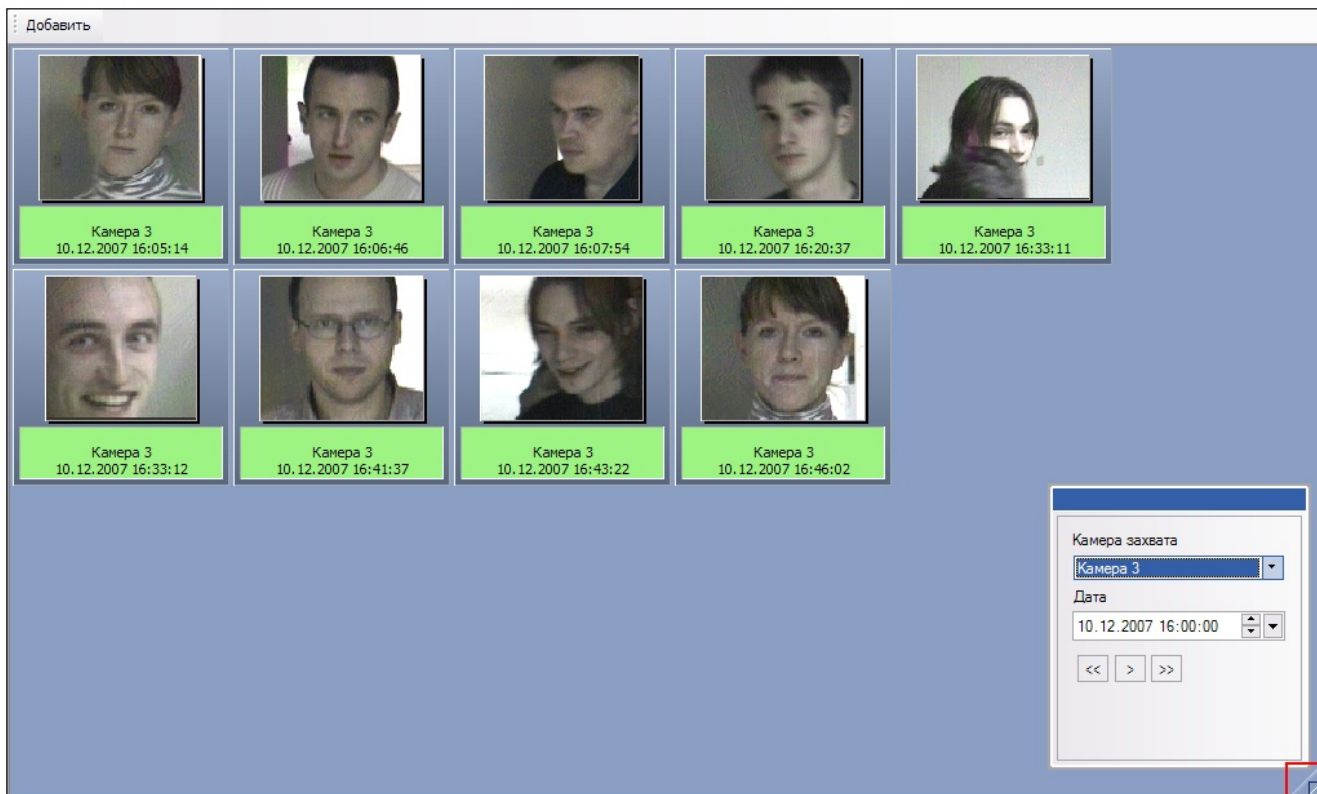 Добавить
Камера 3
10.12.2007 16:05:14
Камера 3
10.12.2007 16:06:46
Камера 3
10.12.2007 16:07:54
Камера 3
10.12.2007 16:20:37
Камера 3
10.12.2007 16:33:11
Камера 3
10.12.2007 16:33:12
Камера 3
10.12.2007 16:41:37
Камера 3
10.12.2007 16:43:22
Камера 3
10.12.2007 16:46:02
Камера захвата
Камера 3
Дата
10.12.2007 16:00:00
<< > >>